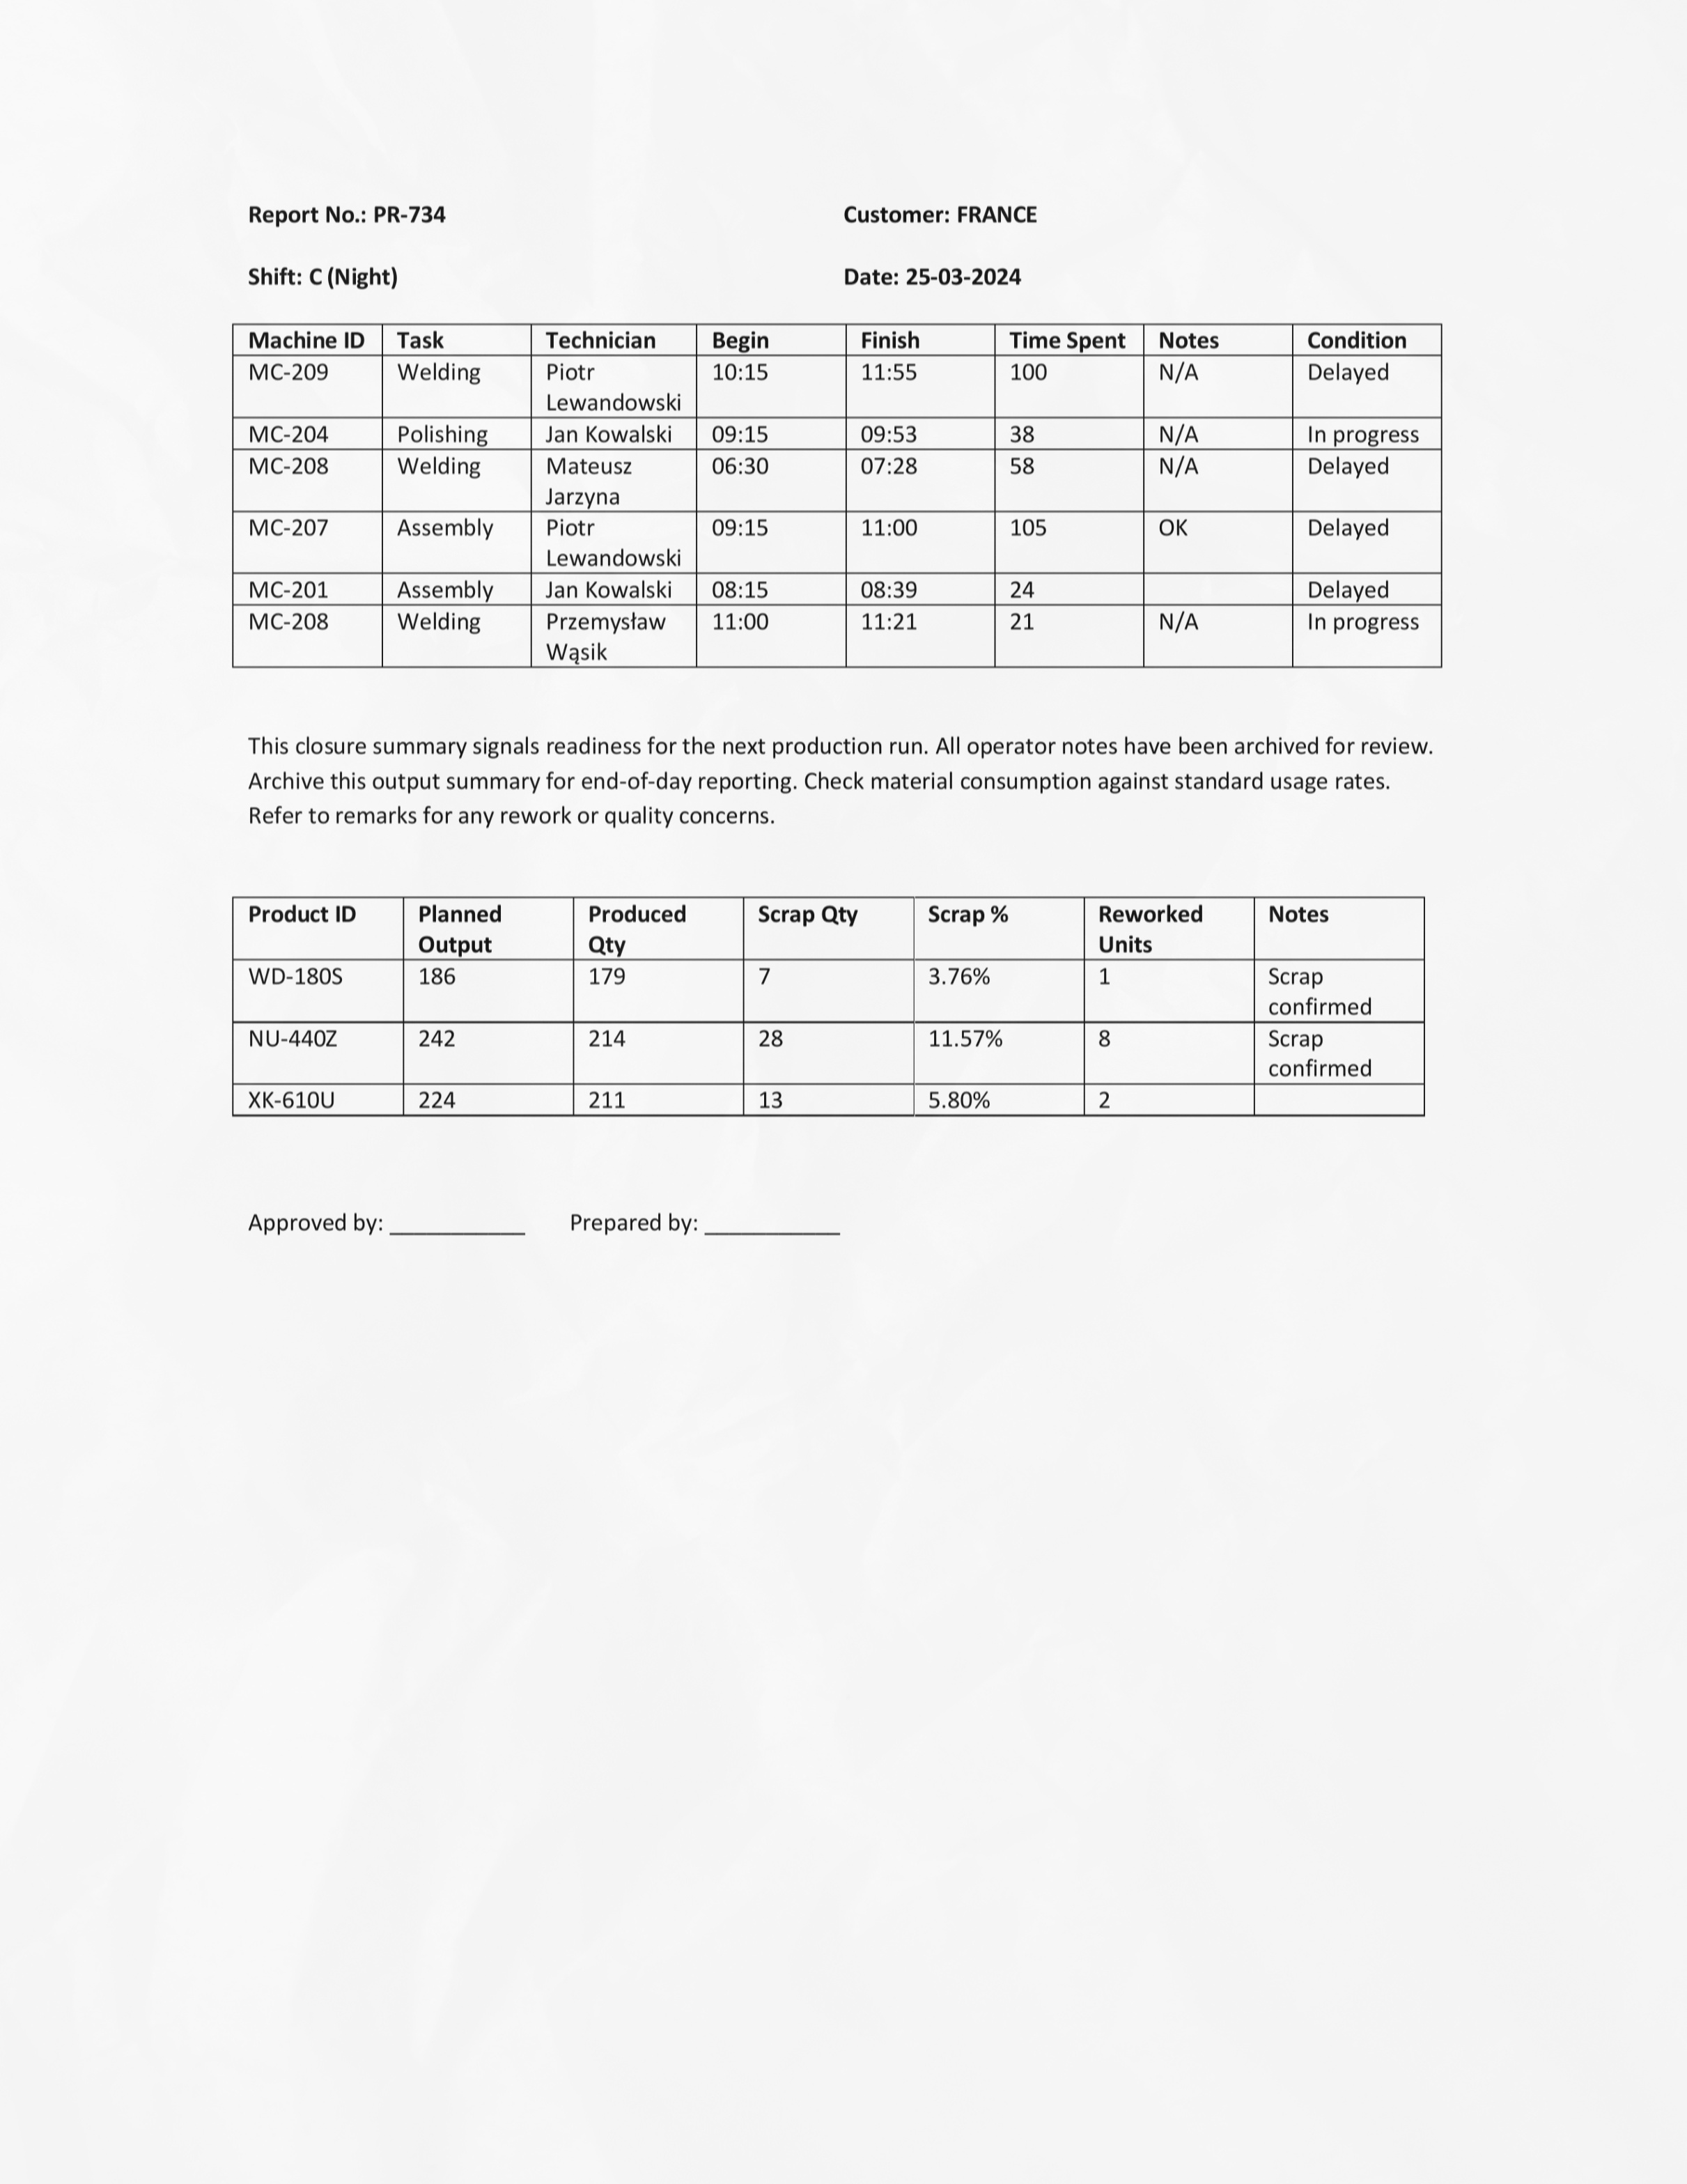 Report No.: PR-734 Customer: FRANCE
Shift: C (Night) Date: 25-03-2024
Machine ID Task Technician Begin Finish Time Spent Notes Condition
MC-209 Welding Piotr Lewandowski 10:15 11:55 100 N/A Delayed
MC-204 Polishing Jan Kowalski 09:15 09:53 38 N/A In progress
MC-208 Welding Mateusz Jarzyna 06:30 07:28 58 N/A Delayed
MC-207 Assembly Piotr Lewandowski 09:15 11:00 105 OK Delayed
MC-201 Assembly Jan Kowalski 08:15 08:39 24 Delayed
MC-208 Welding Przemysław Wąsik 11:00 11:21 21 N/A In progress
This closure summary signals readiness for the next production run. All operator notes have been archived for review.
Archive this output summary for end-of-day reporting. Check material consumption against standard usage rates.
Refer to remarks for any rework or quality concerns.
Product ID Planned Output Produced Qty Scrap Qty Scrap % Reworked Units Notes
WD-180S 186 179 7 3.76% 1 Scrap confirmed
NU-440Z 242 214 28 11.57% 8 Scrap confirmed
XK-610U 224 211 13 5.80% 2
Approved by: ___________ Prepared by: ___________